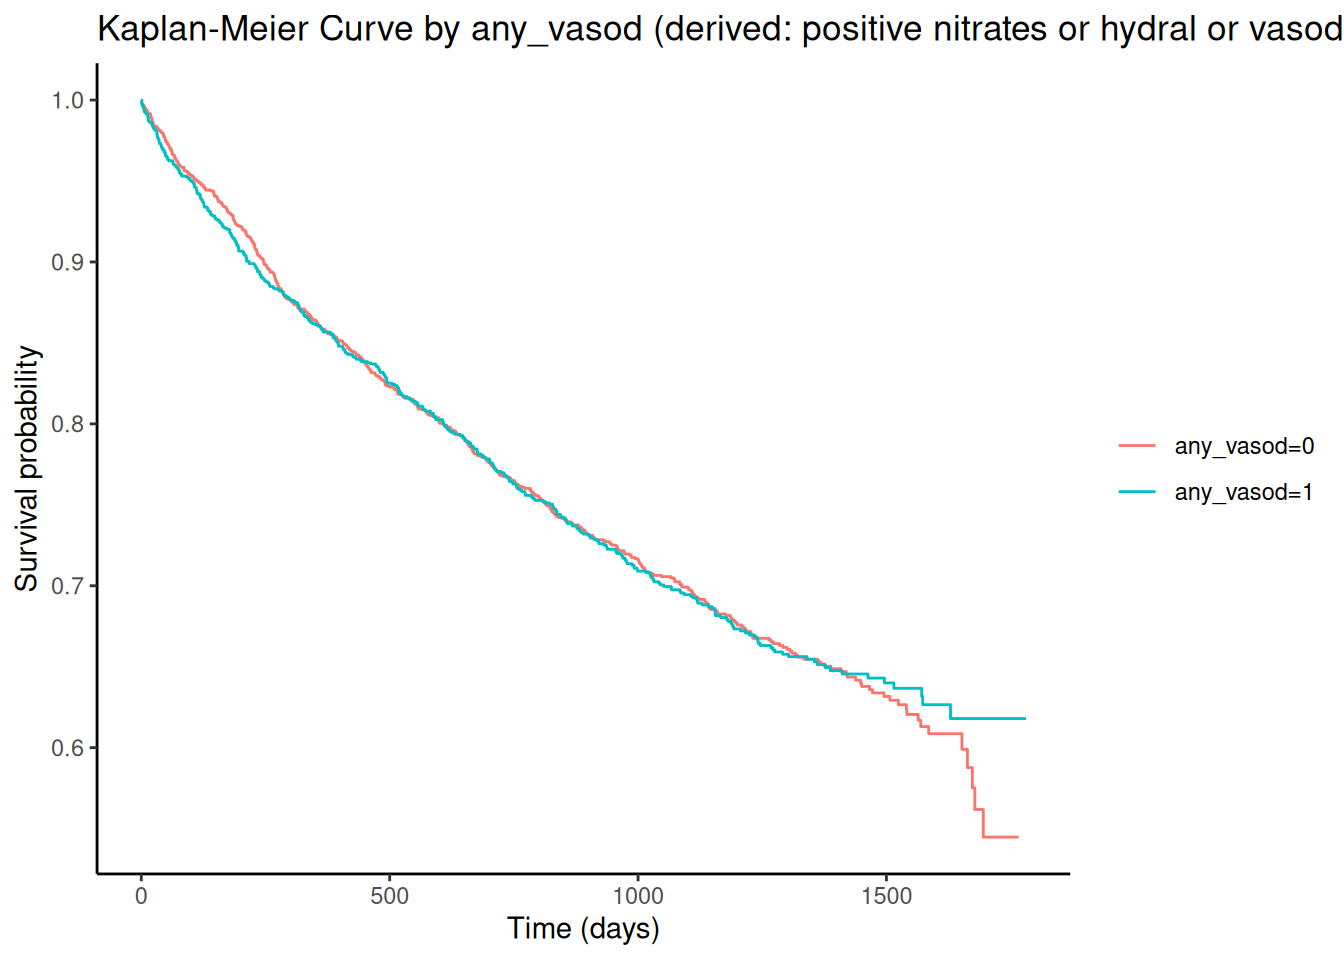 Kaplan-Meier Curve by any_vasod (derived: positive nitrates or hydral or vasod
1.0
0.9
0.8
0.7
0.6
Survival probability
0
500
1000
1500
Time (days)
any_vasod=0
any_vasod=1